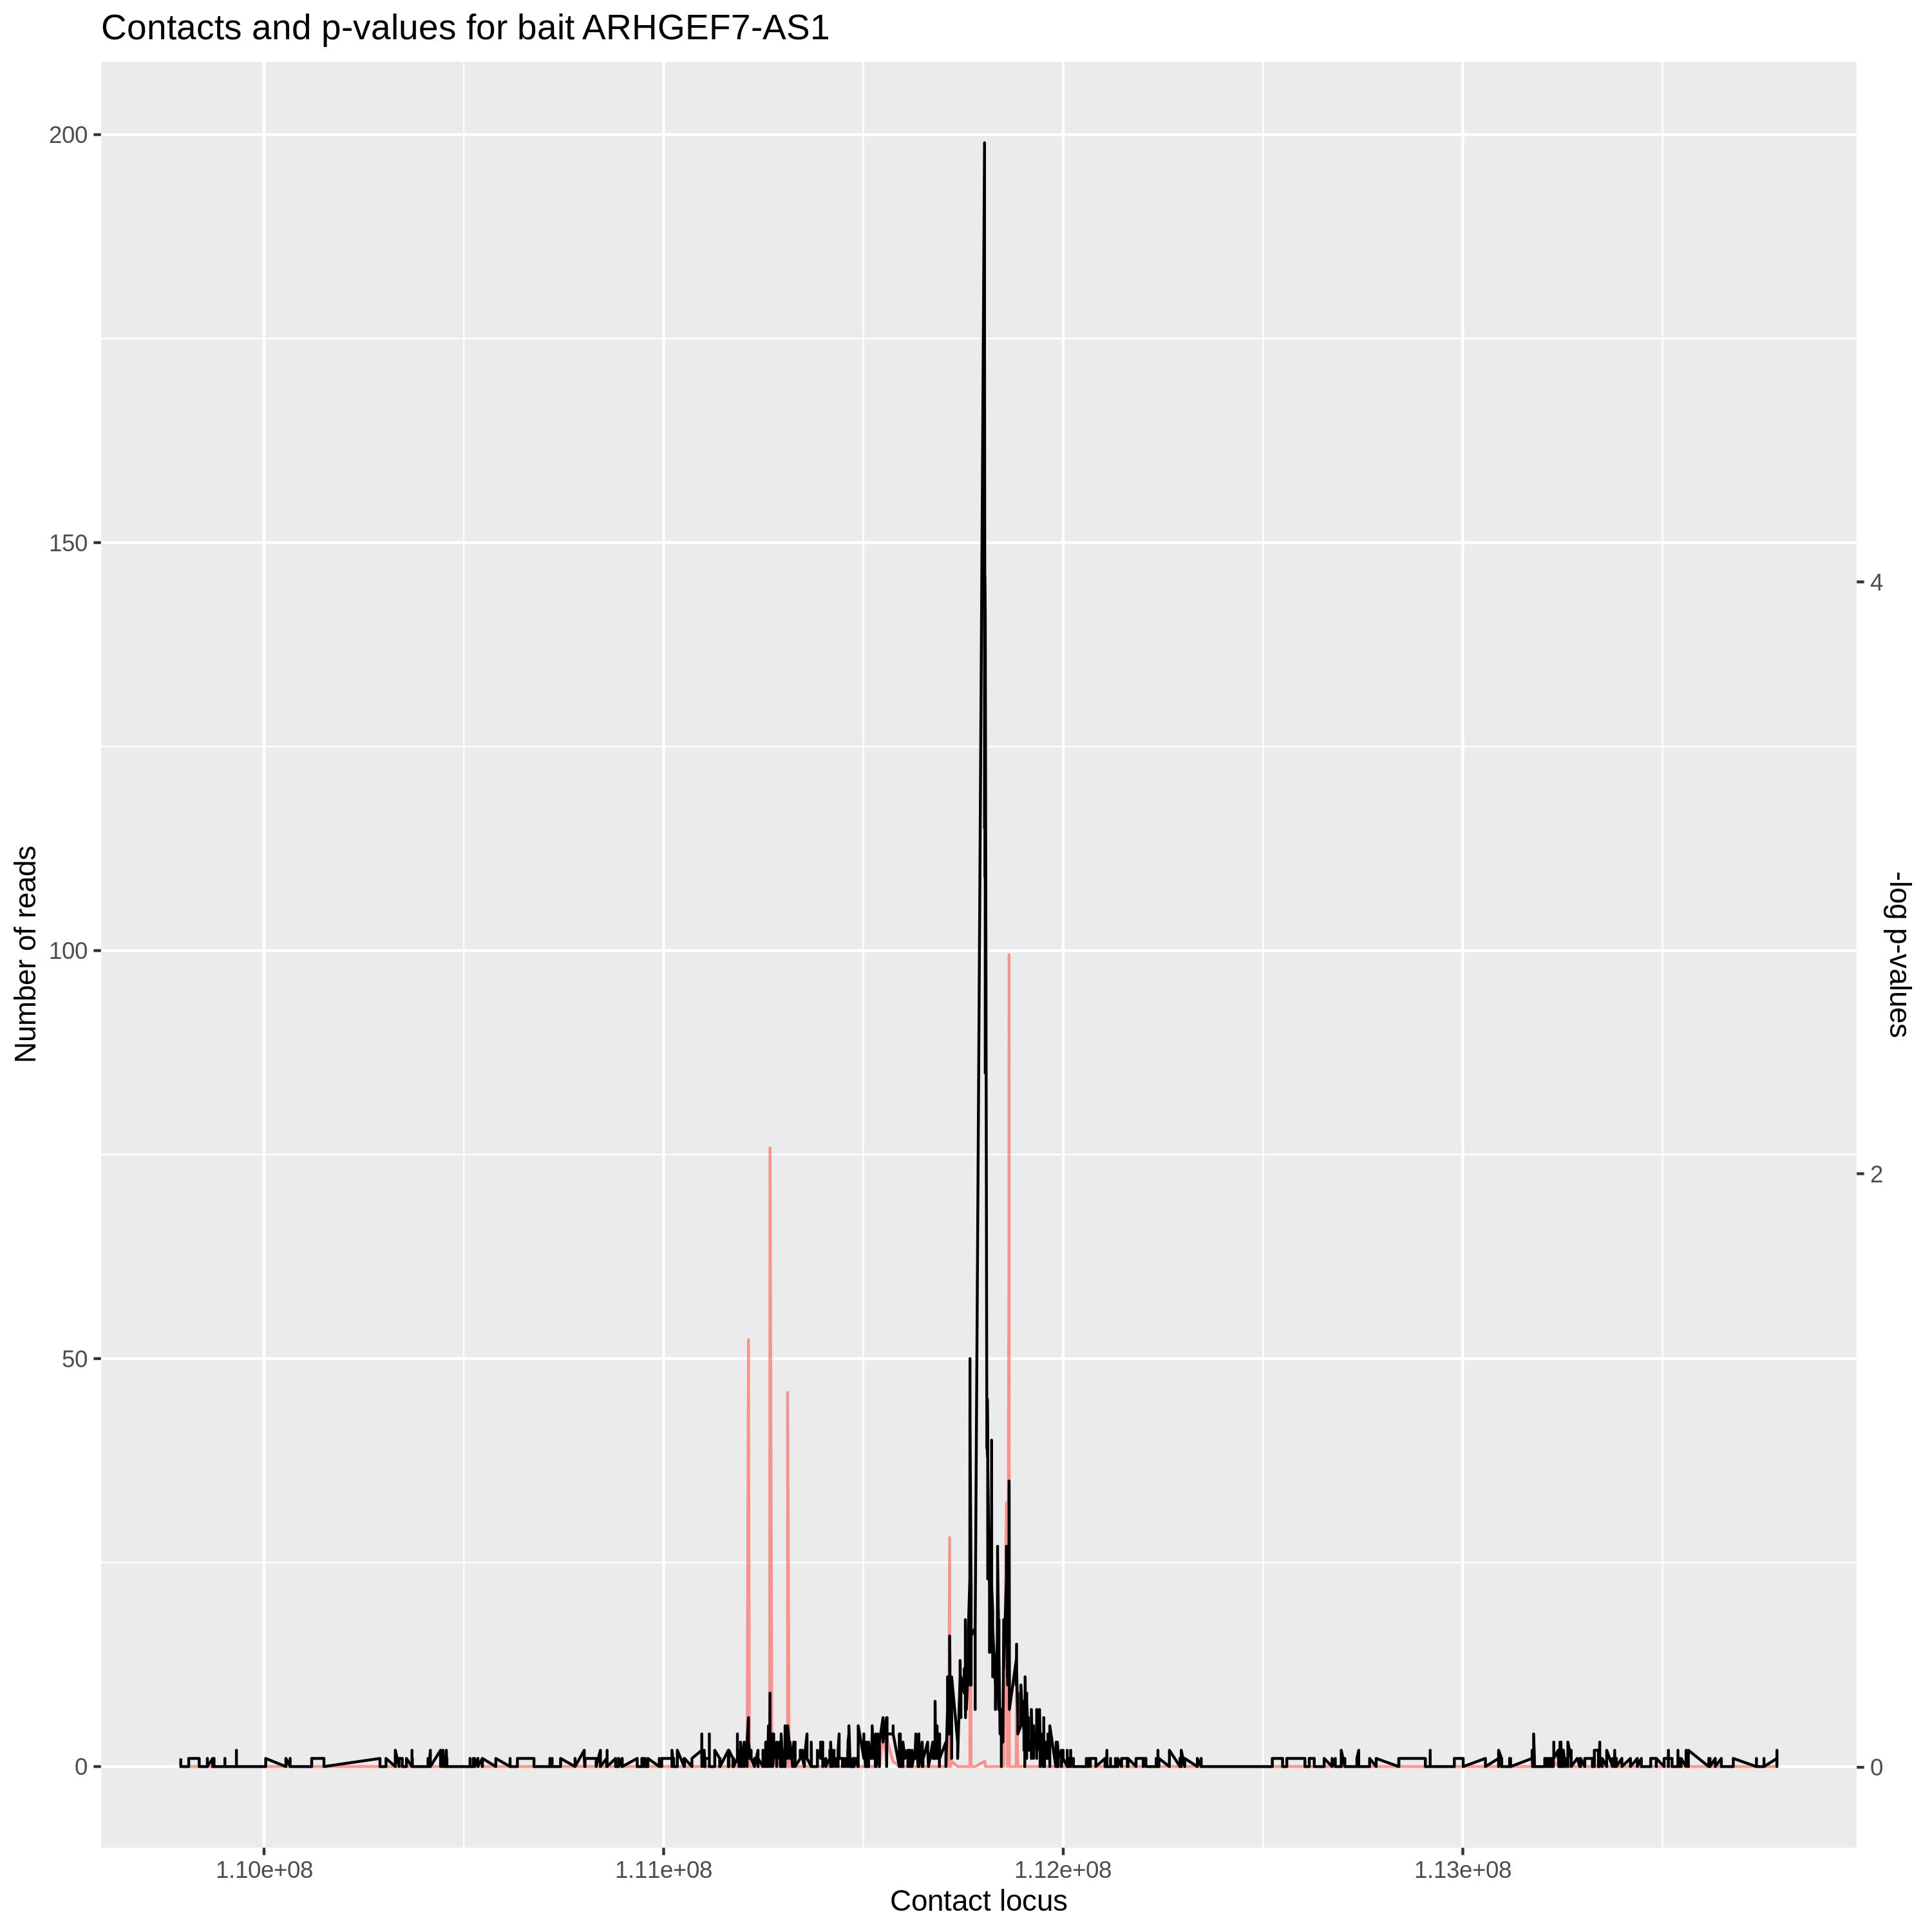 Contacts and p-values for bait ARHGEF7-AS1
200
150
100
50
0
Number of reads
4
2
0
-log p-values
1.10e+08
1.11e+08
1.12e+08
1.13e+08
Contact locus